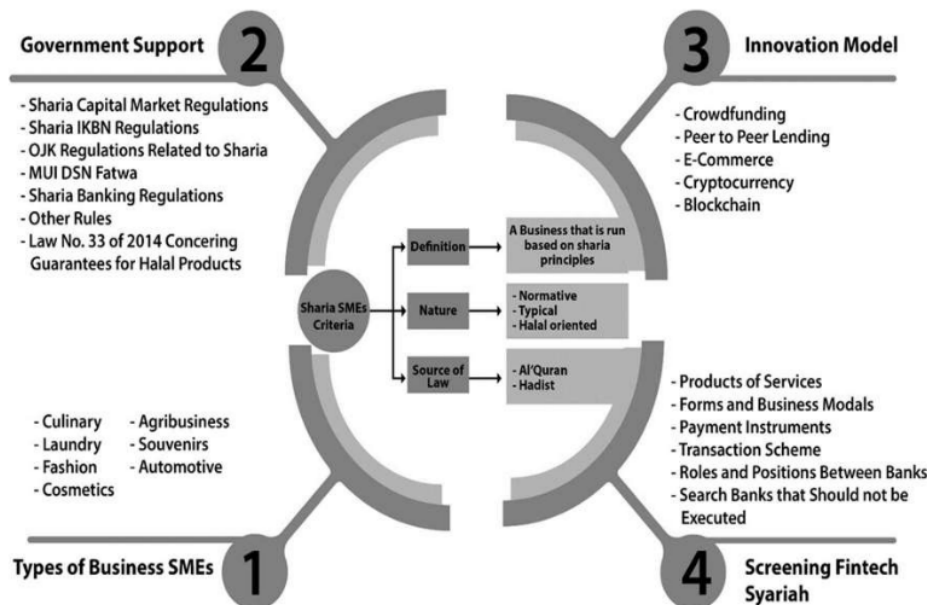 Government Support
2
- Sharia Capital Market Regulations
- Sharia IKBN Regulations
- OJK Regulations Related to Sharia
- MUI DSN Fatwa
- Sharia Banking Regulations
- Other Rules
- Law No. 33 of 2014 Concering
Guarantees for Halal Products
3
Innovation Model
- Crowdfunding
- Peer to Peer Lending
- E-Commerce
- Cryptocurrency
- Blockchain
Sharia SMEs
Criteria
Definition
A Business that is run
based on sharia
principles
Nature
- Normative
- Typical
- Halal oriented
Source of
Law
- Al'Quran
- Hadist
- Culinary
- Laundry
- Fashion
- Cosmetics
- Agribusiness
- Souvenirs
- Automotive
Types of Business SMEs
1
- Products of Services
- Forms and Business Modals
- Payment Instruments
- Transaction Scheme
- Roles and Positions Between Banks
- Search Banks that Should not be
Executed
4
Screening Fintech
Syariah